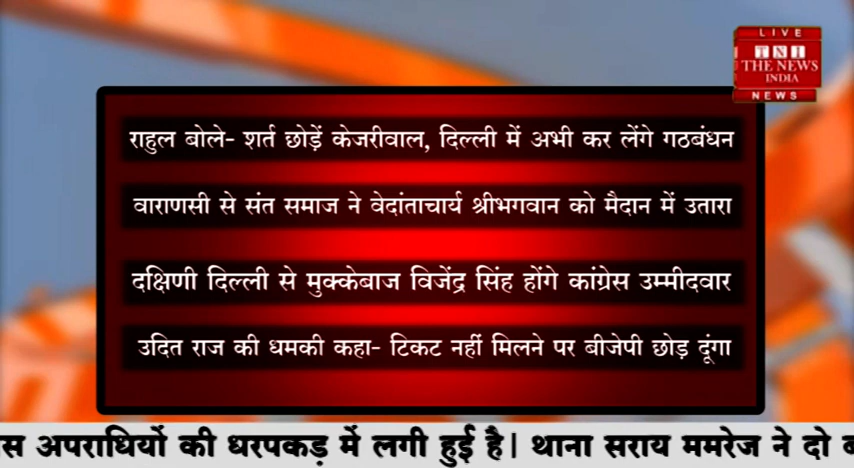 LIVE
TNI
THE NEWS
INDIA
NEWS
राहुल बोले- शर्त छोड़ें केजरीवाल, दिल्ली में अभी कर लेंगे गठबंधन
वाराणसी से संत समाज ने वेदांताचार्य श्रीभगवान को मैदान में उतारा
दक्षिणी दिल्ली से मुक्केबाज विजेंद्र सिंह होंगे कांग्रेस उम्मीदवार
उदित राज की धमकी कहा- टिकट नहीं मिलने पर बीजेपी छोड़ दूंगा
अपराधियों की धरपकड़ में लगी हुई है। थाना सराय ममरेज ने दो